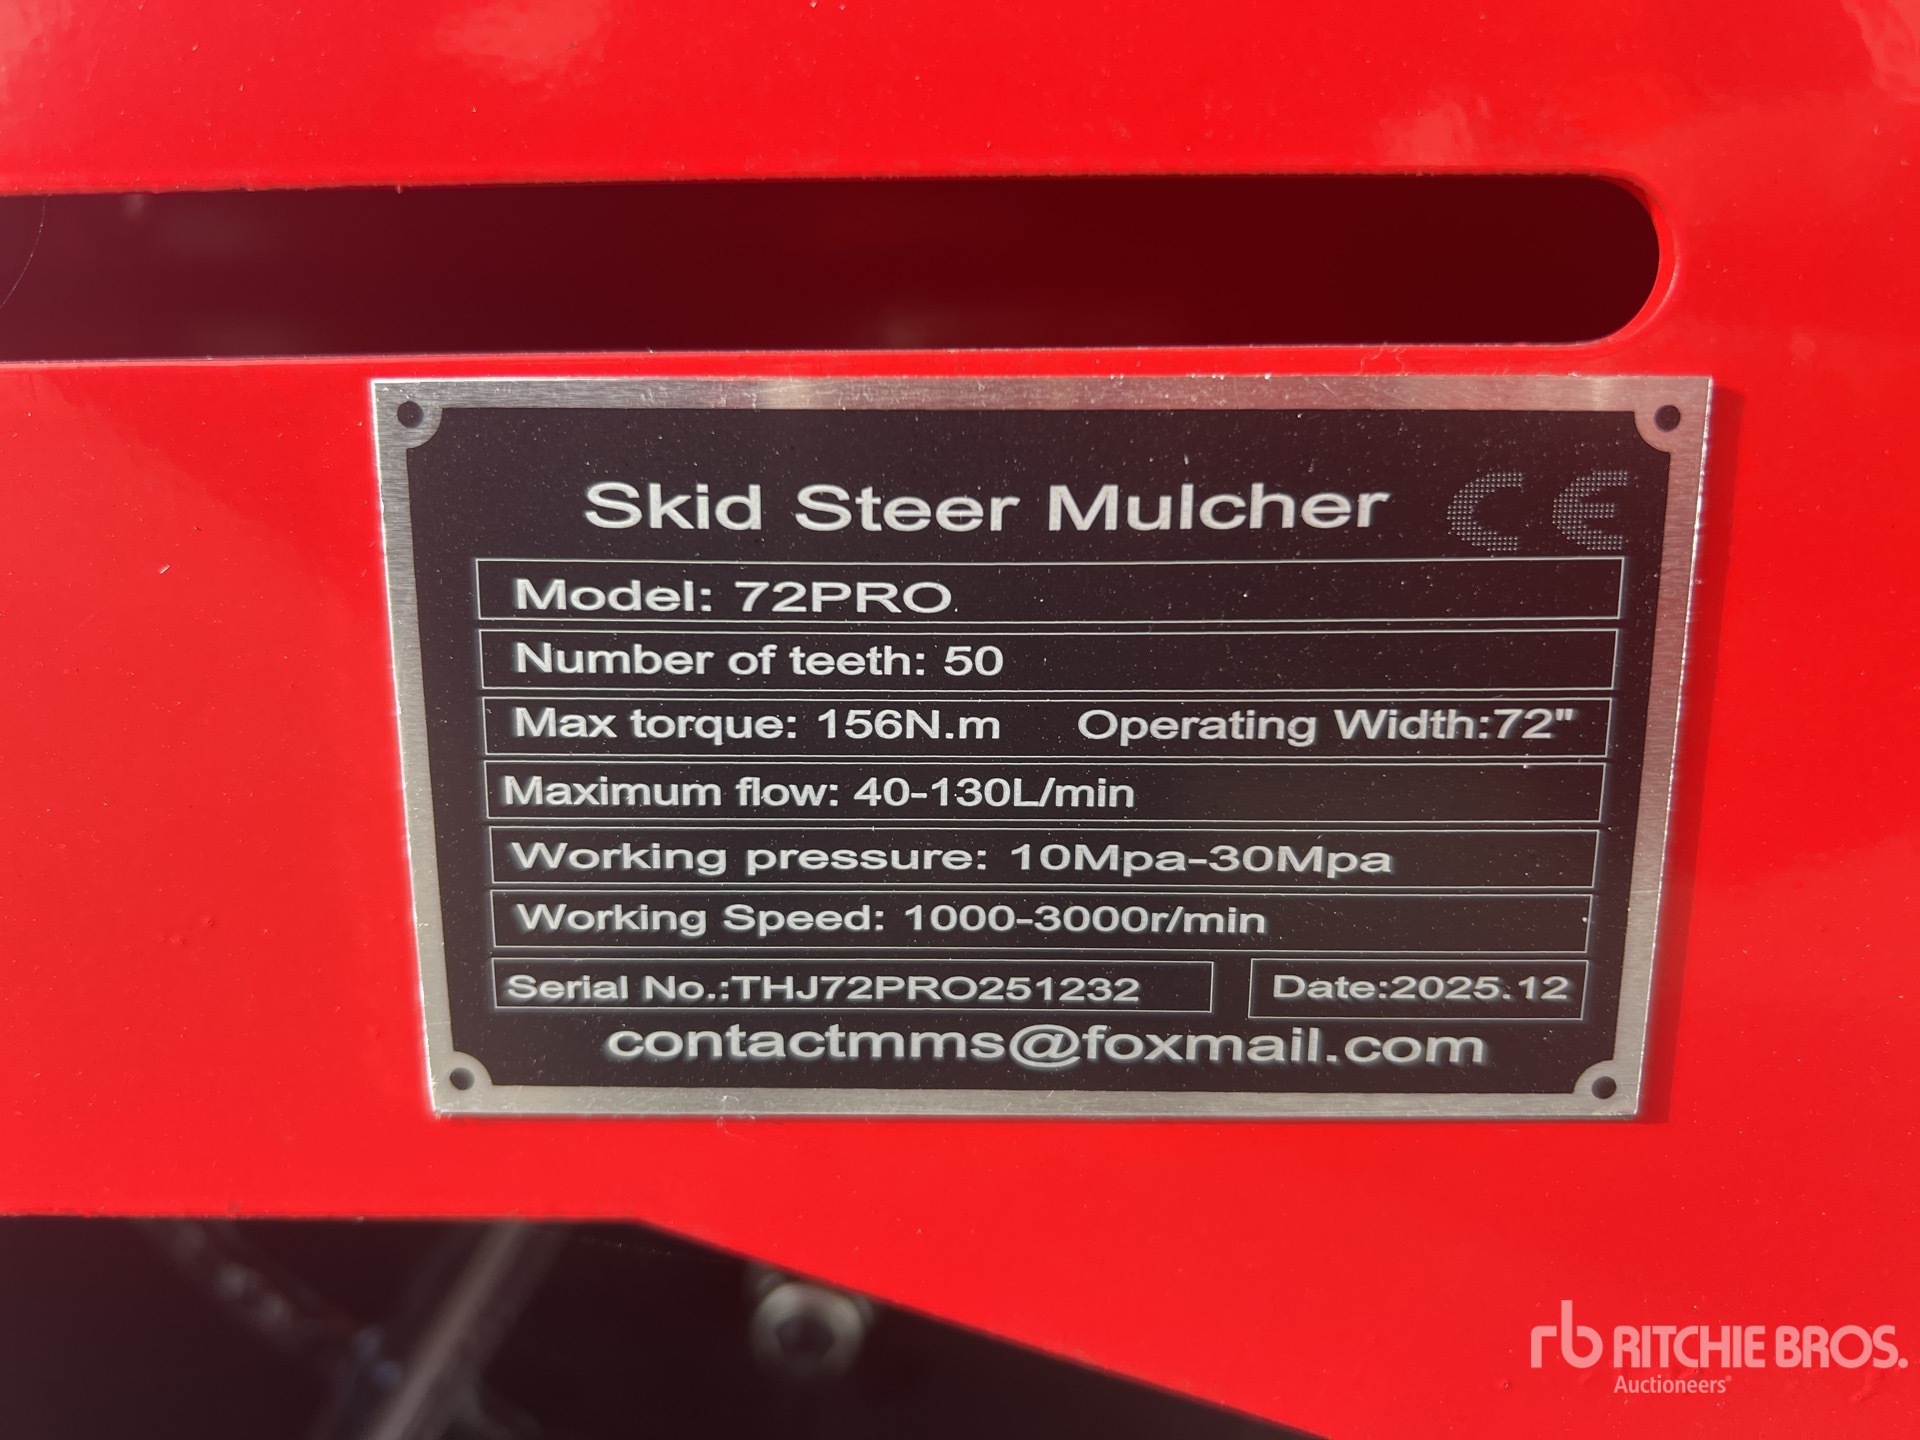 Skid Steer Mulcher CE
Model: 72PRO
Number of teeth: 50
Max torque: 156N.m Operating Width:72"
Maximum flow: 40-130L/min
Working pressure: 10Mpa-30Mpa
Working Speed: 1000-3000r/min
Serial No.:THJ72PRO251232 Date:2025.12
contactmms@foxmail.com
rb RITCHIE BROS.
Auctioneers®